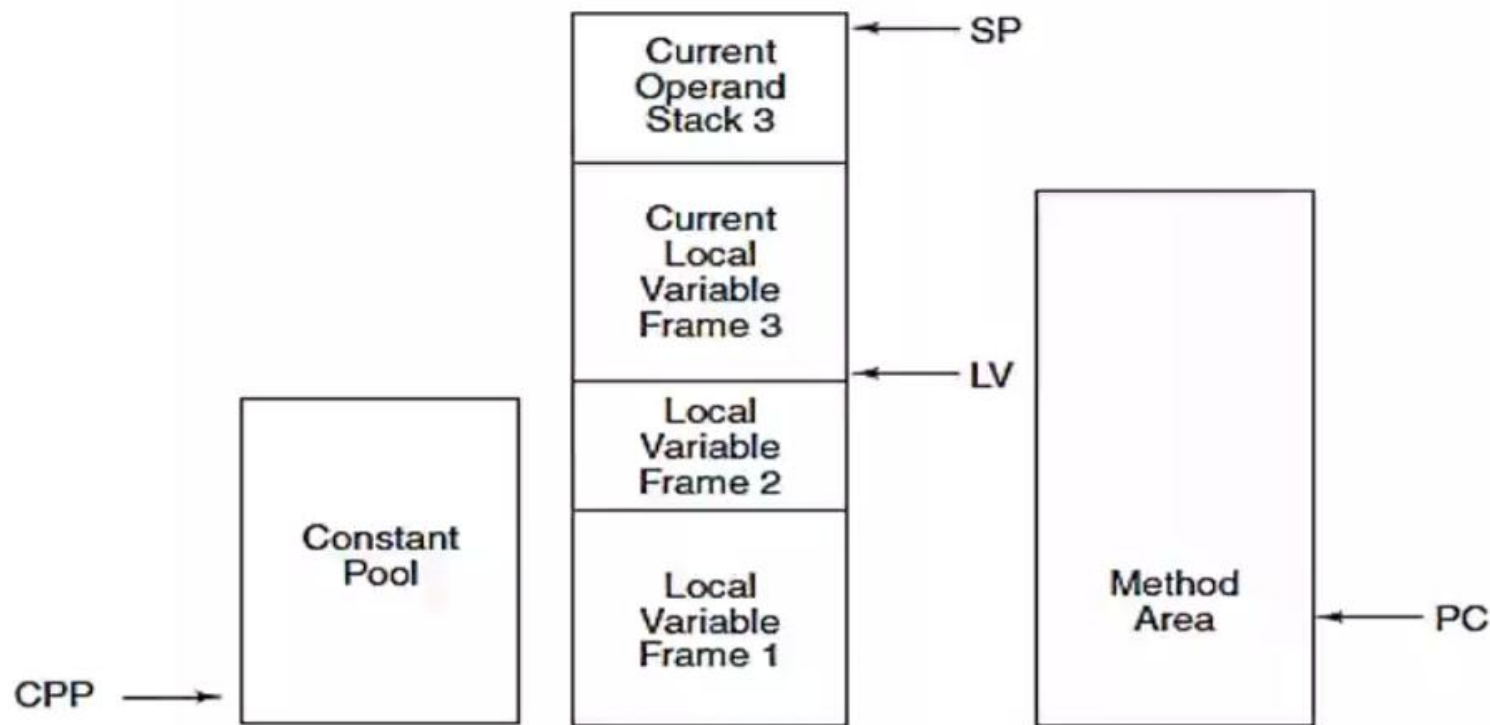 Current
Operand
Stack 3
SP
Current
Local
Variable
Frame 3
LV
Local
Variable
Frame 2
Local
Variable
Frame 1
Constant
Pool
CPP
Method
Area
PC